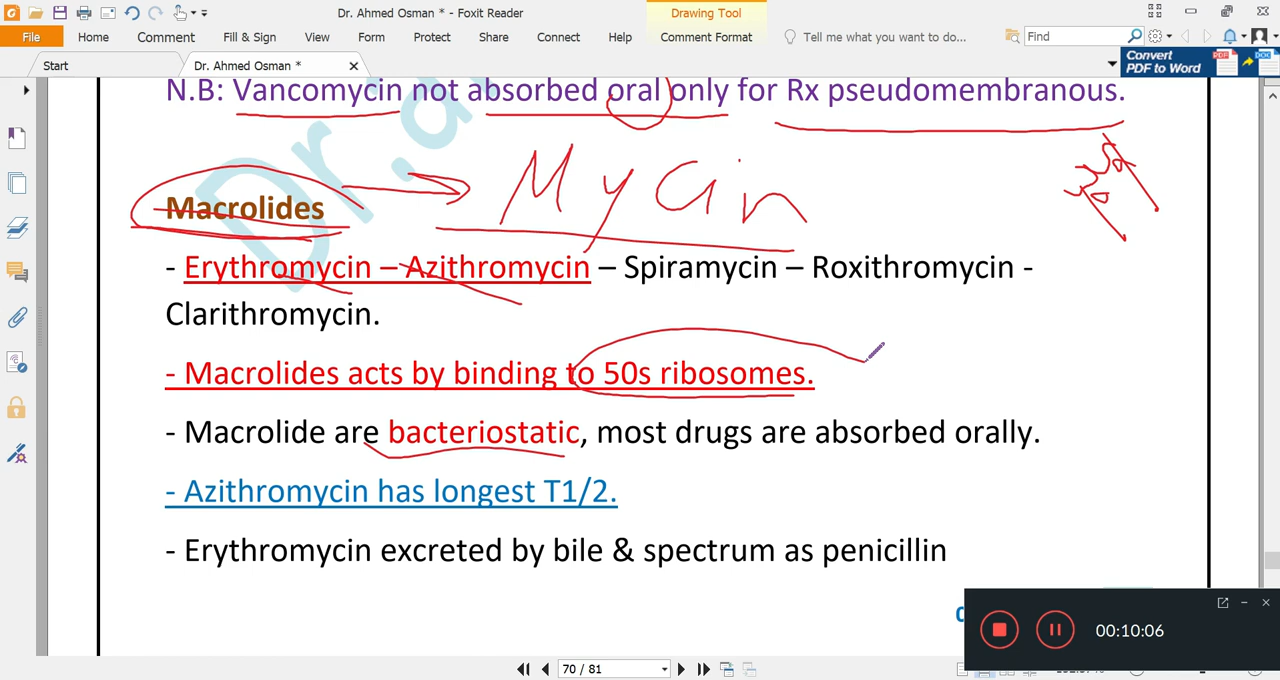 Dr. Ahmed Osman * - Foxit Reader
Drawing Tool
File Home Comment Fill & Sign View Form Protect Share Connect Help Comment Format Tell me what you want to do... Find
Start Dr. Ahmed Osman *
Convert
PDF to Word
N.B: Vancomycin not absorbed oral only for Rx pseudomembranous.
Macrolides
Mycin
- Erythromycin – Azithromycin – Spiramycin – Roxithromycin -
Clarithromycin.
- Macrolides acts by binding to 50s ribosomes.
- Macrolide are bacteriostatic, most drugs are absorbed orally.
- Azithromycin has longest T1/2.
- Erythromycin excreted by bile & spectrum as penicillin
00:10:06
70 / 81